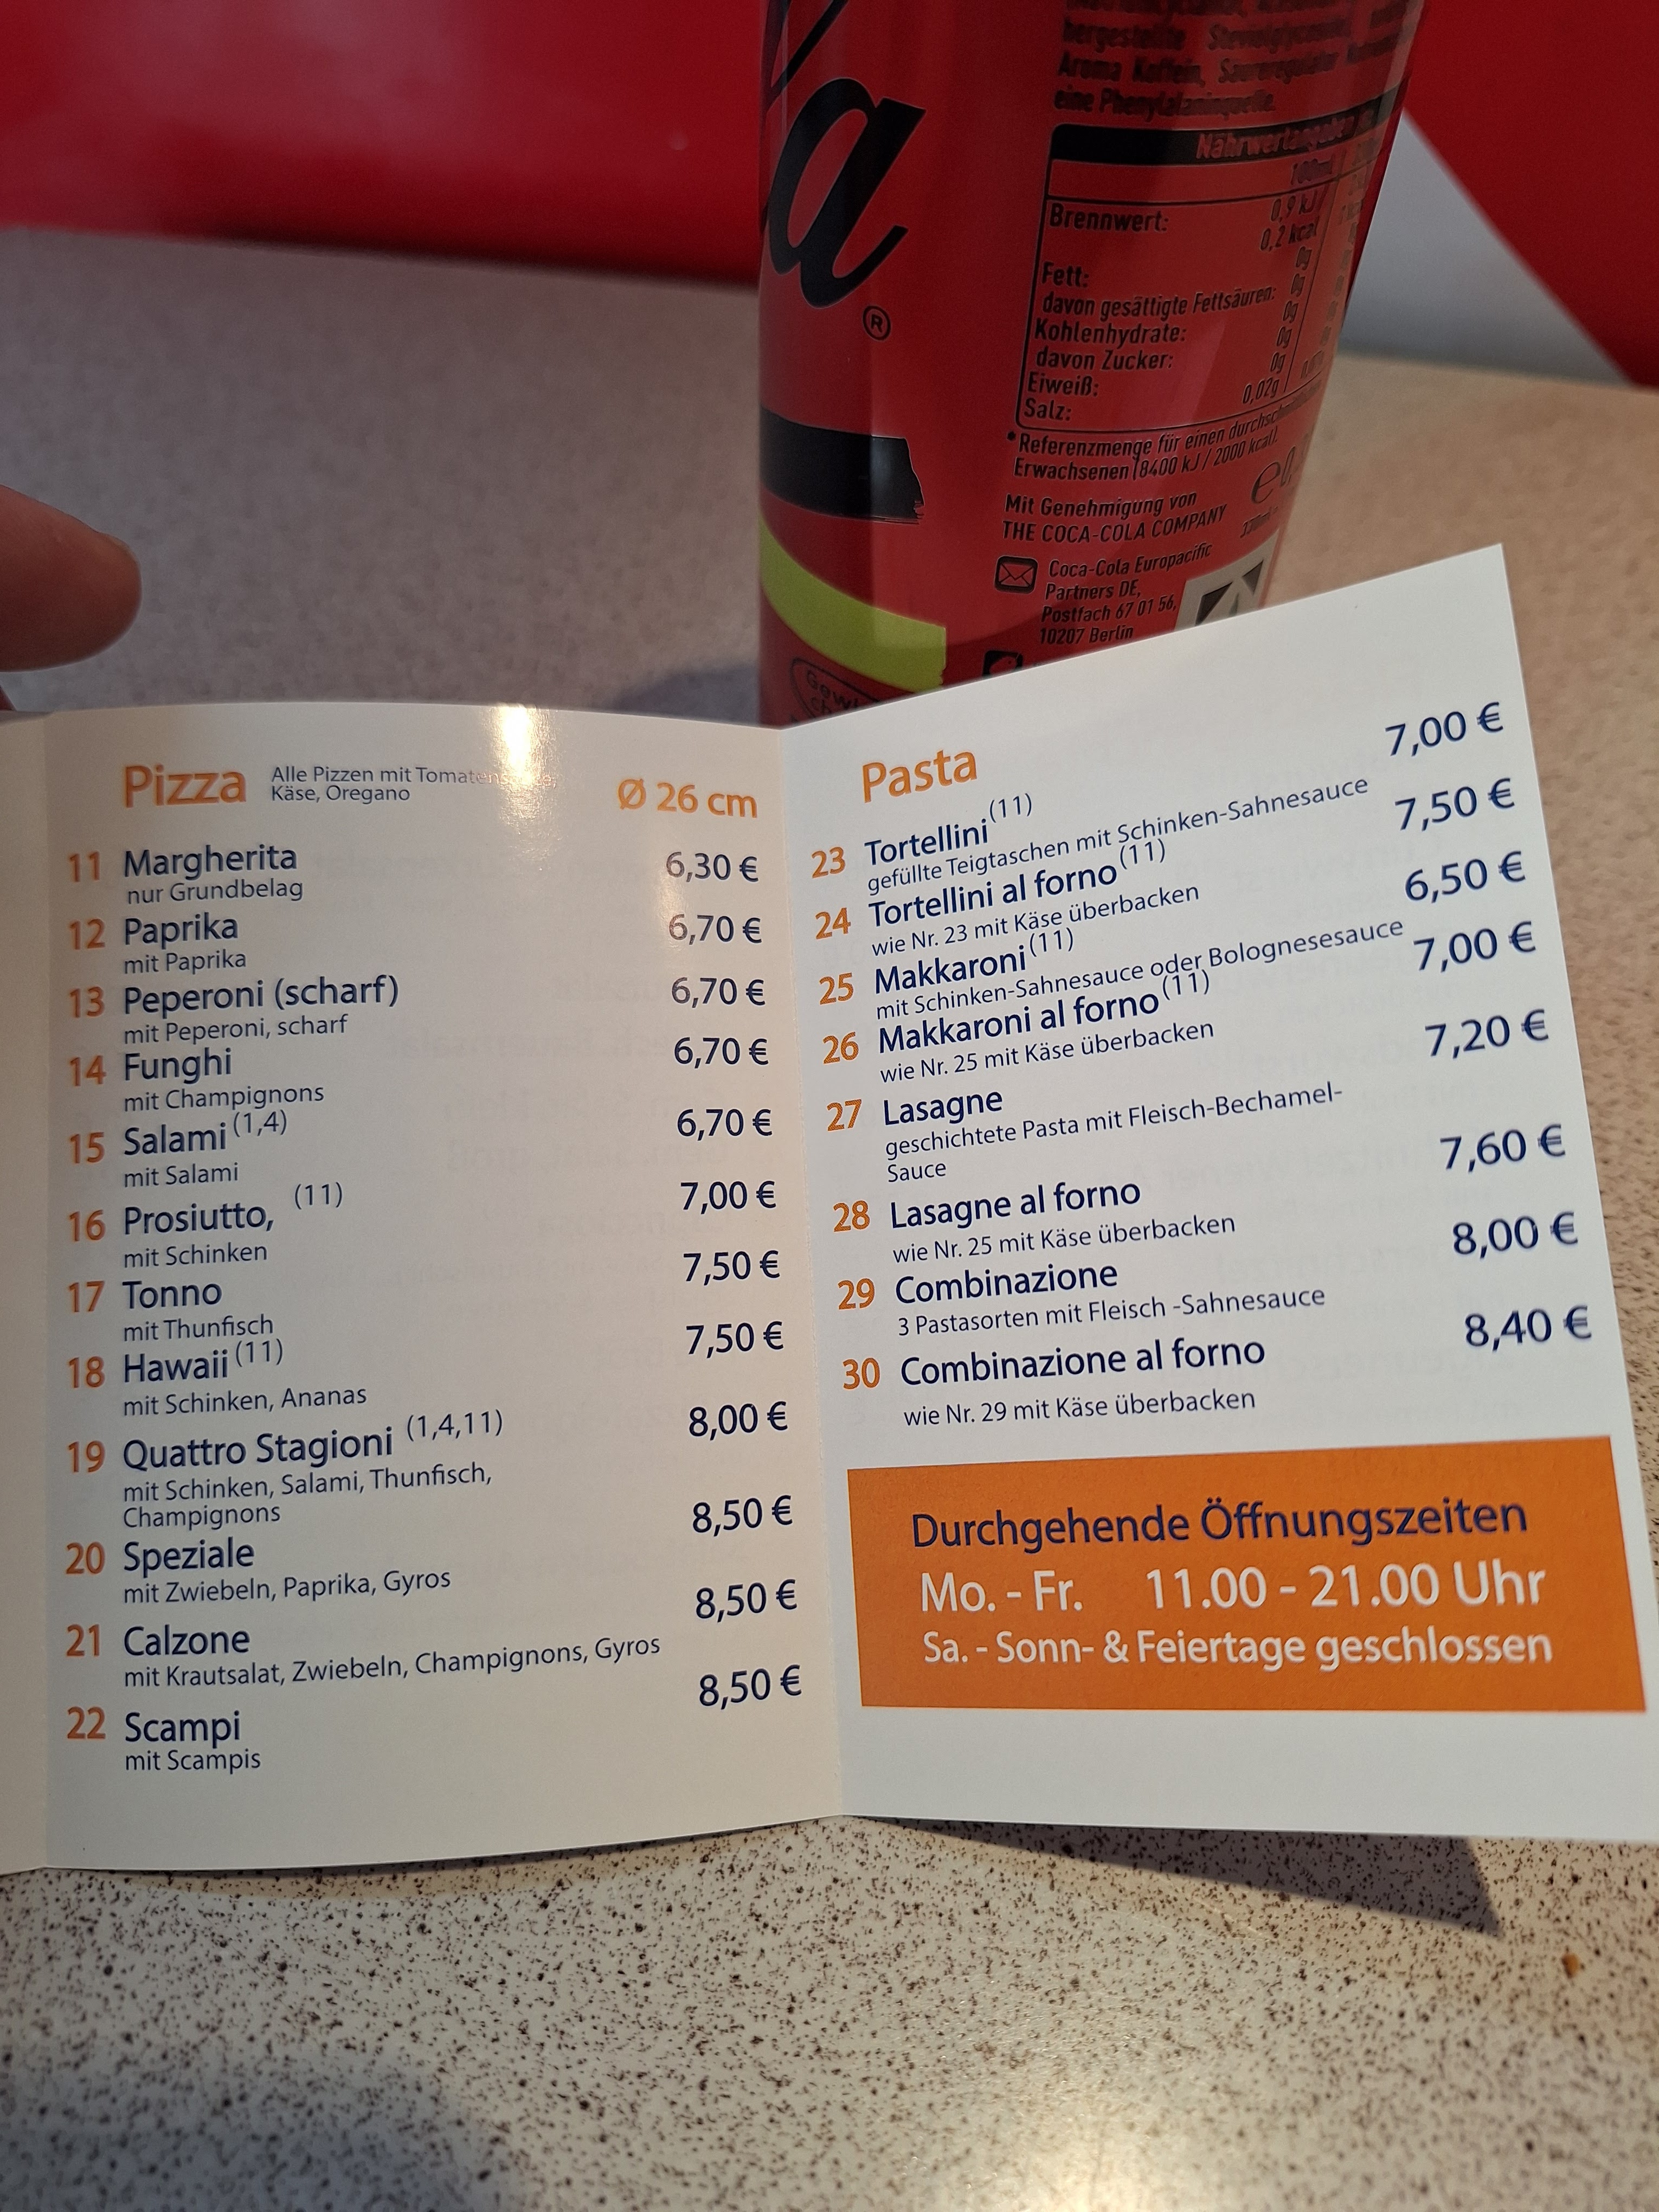 a®
hergestellte
Aroma Koffein, Säureregulator
eine Phenylalaninquelle.
Nährwertangaben
100ml
Brennwert: 0,9 kJ/
0,2 kcal
Fett: 0g
davon gesättigte Fettsäuren: 0g
Kohlenhydrate: 0g
davon Zucker: 0g
Eiweiß: 0g
Salz: 0,02g
*Referenzmenge für einen
Erwachsenen (8400 kJ / 2000 kcal).
Mit Genehmigung von
THE COCA-COLA COMPANY
Coca-Cola Europacific
Partners DE,
Postfach 67 01 56,
10207 Berlin
Pizza Alle Pizzen mit Tomatensauce,
Käse, Oregano
Ø 26 cm
11 Margherita 6,30 €
nur Grundbelag
12 Paprika 6,70 €
mit Paprika
13 Peperoni (scharf) 6,70 €
mit Peperoni, scharf
14 Funghi 6,70 €
mit Champignons
15 Salami (1,4) 6,70 €
mit Salami
16 Prosiutto, (11) 7,00 €
mit Schinken
17 Tonno 7,50 €
mit Thunfisch
18 Hawaii (11) 7,50 €
mit Schinken, Ananas
19 Quattro Stagioni (1,4,11) 8,00 €
mit Schinken, Salami, Thunfisch,
Champignons
20 Speziale 8,50 €
mit Zwiebeln, Paprika, Gyros
21 Calzone 8,50 €
mit Krautsalat, Zwiebeln, Champignons, Gyros
22 Scampi 8,50 €
mit Scampis
Pasta
23 Tortellini (11) 7,00 €
gefüllte Teigtaschen mit Schinken-Sahnesauce
24 Tortellini al forno (11) 7,50 €
wie Nr. 23 mit Käse überbacken
25 Makkaroni (11) 6,50 €
mit Schinken-Sahnesauce oder Bolognesesauce
26 Makkaroni al forno (11) 7,00 €
wie Nr. 25 mit Käse überbacken
27 Lasagne 7,20 €
geschichtete Pasta mit Fleisch-Bechamel-
Sauce
28 Lasagne al forno 7,60 €
wie Nr. 25 mit Käse überbacken
29 Combinazione 8,00 €
3 Pastasorten mit Fleisch -Sahnesauce
30 Combinazione al forno 8,40 €
wie Nr. 29 mit Käse überbacken
Durchgehende Öffnungszeiten
Mo. - Fr. 11.00 - 21.00 Uhr
Sa. - Sonn- & Feiertage geschlossen